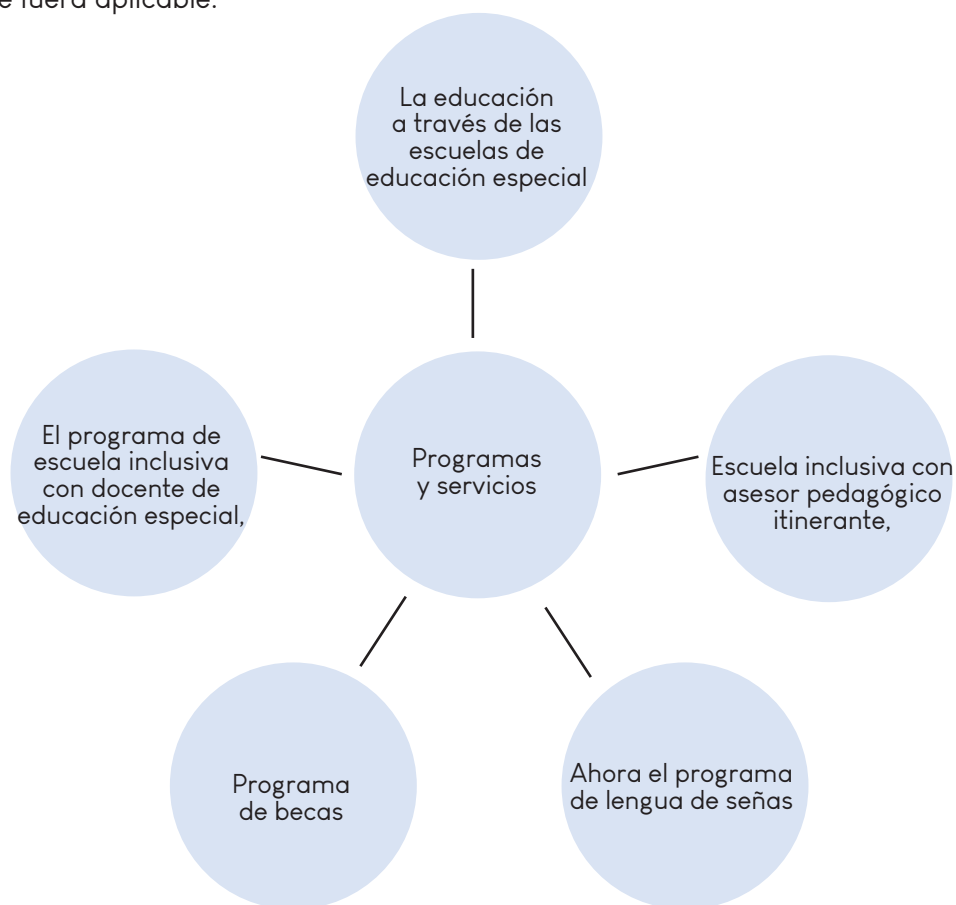 e fuera aplicable.
La educación
a través de las
escuelas de
educación especial
El programa de
escuela inclusiva
con docente de
educación especial,
Programas
y servicios
Escuela inclusiva con
asesor pedagógico
itinerante,
Programa
de becas
Ahora el programa
de lengua de señas